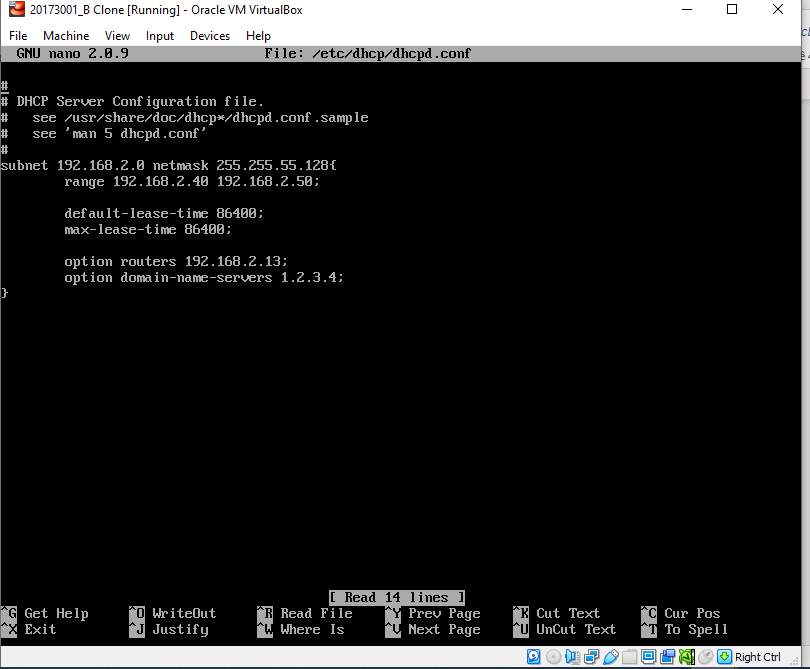 20173001_B Clone [Running] - Oracle VM VirtualBox
File Machine View Input Devices Help
GNU nano 2.0.9 File: /etc/dhcp/dhcpd.conf
#
# DHCP Server Configuration file.
# see /usr/share/doc/dhcp*/dhcpd.conf.sample
# see 'man 5 dhcpd.conf'
#
subnet 192.168.2.0 netmask 255.255.55.128{
range 192.168.2.40 192.168.2.50;
default-lease-time 86400;
max-lease-time 86400;
option routers 192.168.2.13;
option domain-name-servers 1.2.3.4;
}
[ Read 14 lines ]
^G Get Help ^O WriteOut ^R Read File ^Y Prev Page ^K Cut Text ^C Cur Pos
^X Exit ^J Justify ^W Where Is ^V Next Page ^U UnCut Text ^T To Spell
Right Ctrl